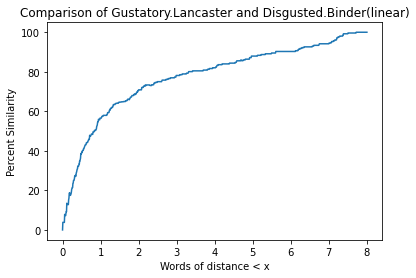 Comparison of Gustatory.Lancaster and Disgusted.Binder(linear)
100
80
60
40
20
0
Percent Similarity
0 1 2 3 4 5 6 7 8
Words of distance < x